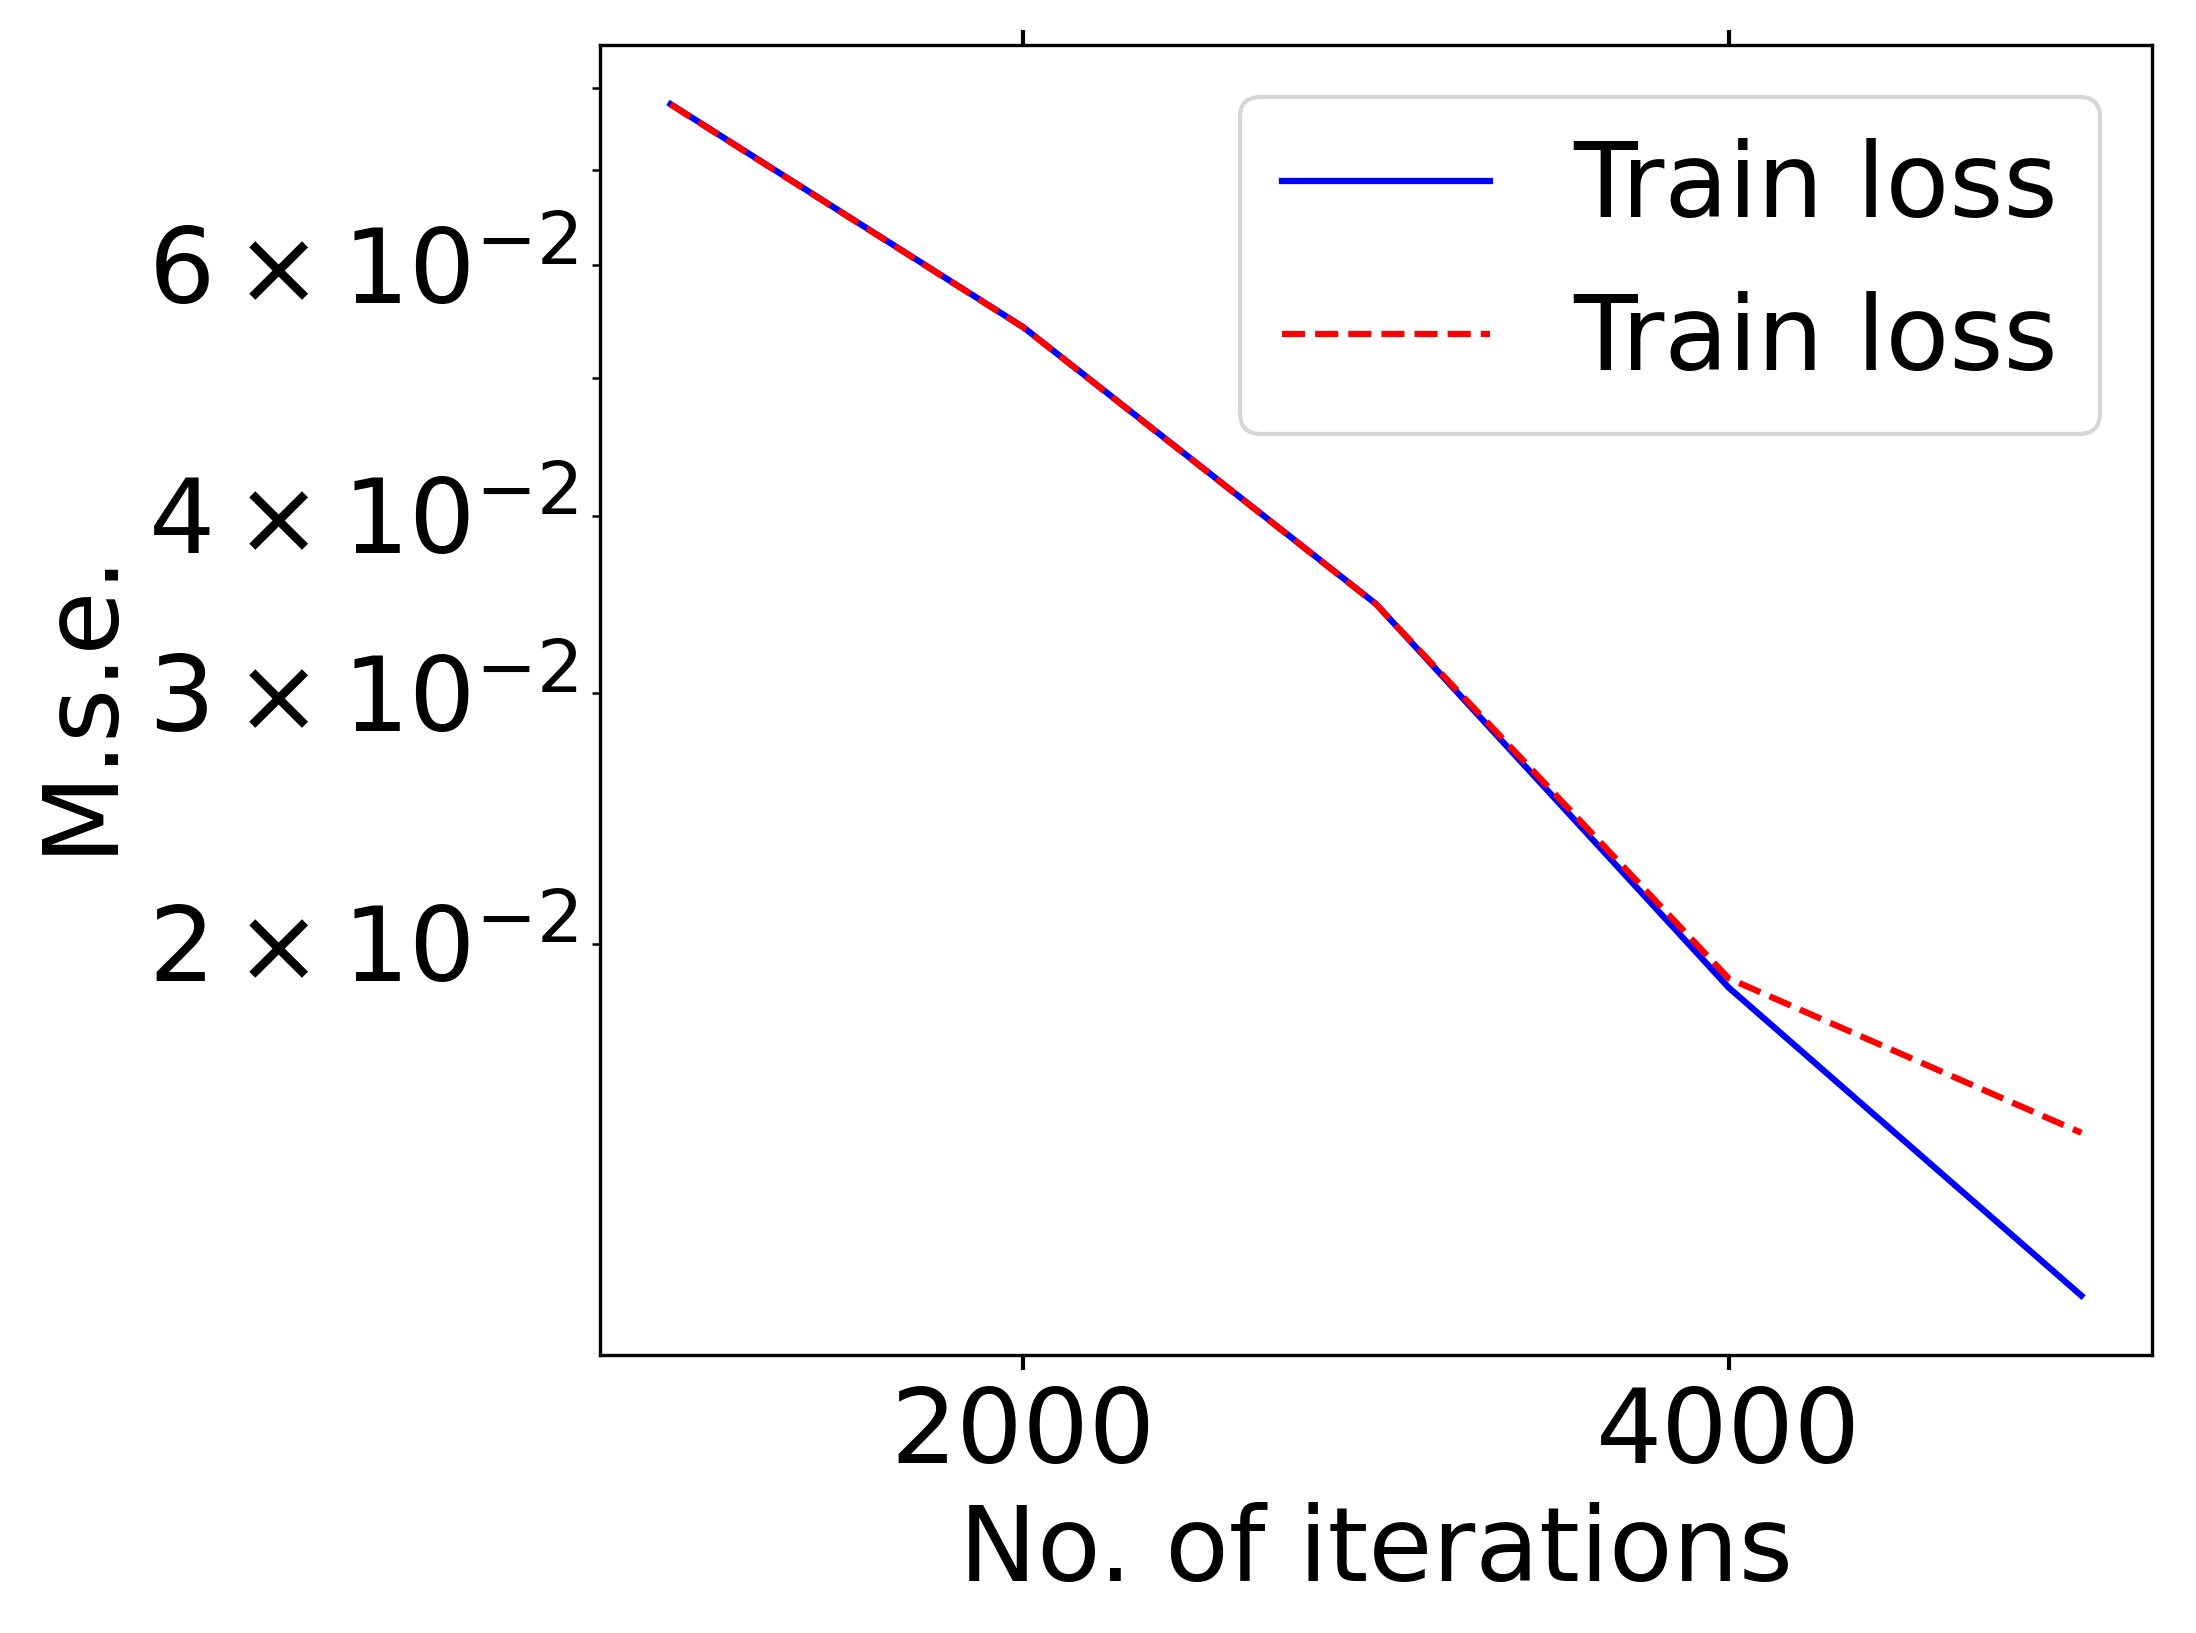 Train loss
Train loss
6 × 10⁻²
4 × 10⁻²
3 × 10⁻²
2 × 10⁻²
M.s.e.
2000 4000
No. of iterations